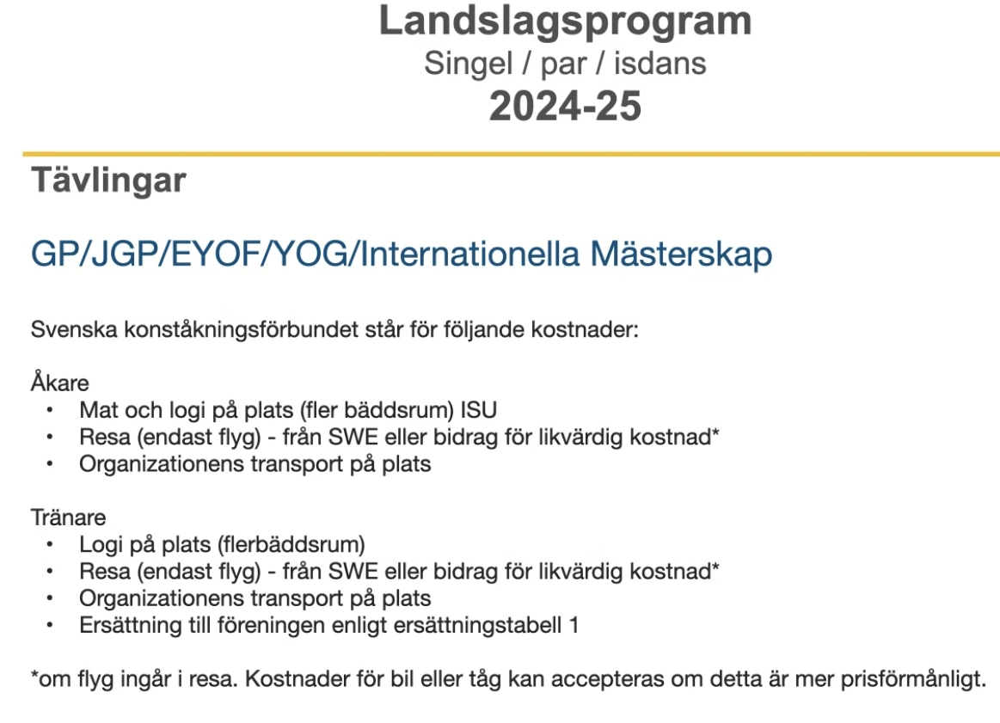 Landslagsprogram
Singel / par / isdans
2024-25
Tävlingar
GP/JGP/EYOF/YOG/Internationella Mästerskap
Svenska konståkningsförbundet står för följande kostnader:
Åkare
• Mat och logi på plats (fler bäddsrum) ISU
• Resa (endast flyg) - från SWE eller bidrag för likvärdig kostnad*
• Organizationens transport på plats
Tränare
• Logi på plats (flerbäddsrum)
• Resa (endast flyg) - från SWE eller bidrag för likvärdig kostnad*
• Organizationens transport på plats
• Ersättning till föreningen enligt ersättningstabell 1
*om flyg ingår i resa. Kostnader för bil eller tåg kan accepteras om detta är mer prisförmånligt.